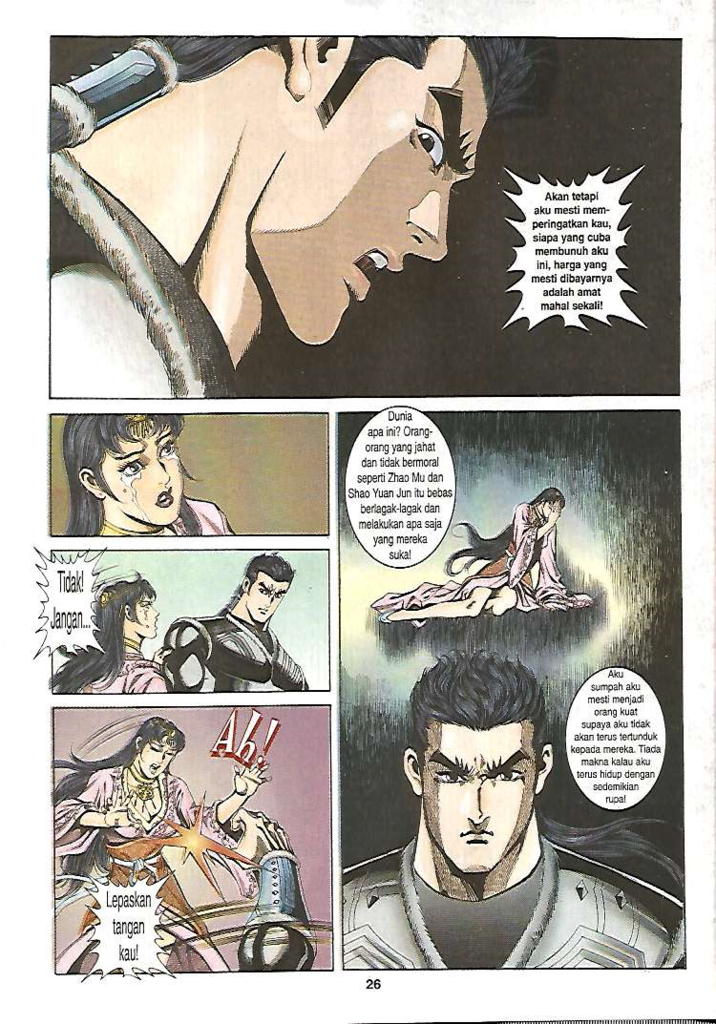 Akan tetapi
aku mesti mem-
peringatkan kau,
siapa yang cuba
membunuh aku
ini, harga yang
mesti dibayarnya
adalah amat
mahal sekali!
Tidak!
Jangan...
Ah!
Lepaskan
tangan
kau!
Dunia
apa ini? Orang-
orang yang jahat
dan tidak bermoral
seperti Zhao Mu dan
Shao Yuan Jun itu bebas
berlagak-lagak dan
melakukan apa saja
yang mereka
suka!
Aku
sumpah aku
mesti menjadi
orang kuat
supaya aku tidak
akan terus tertunduk
kepada mereka. Tiada
makna kalau aku
terus hidup dengan
sedemikian
rupa!
26